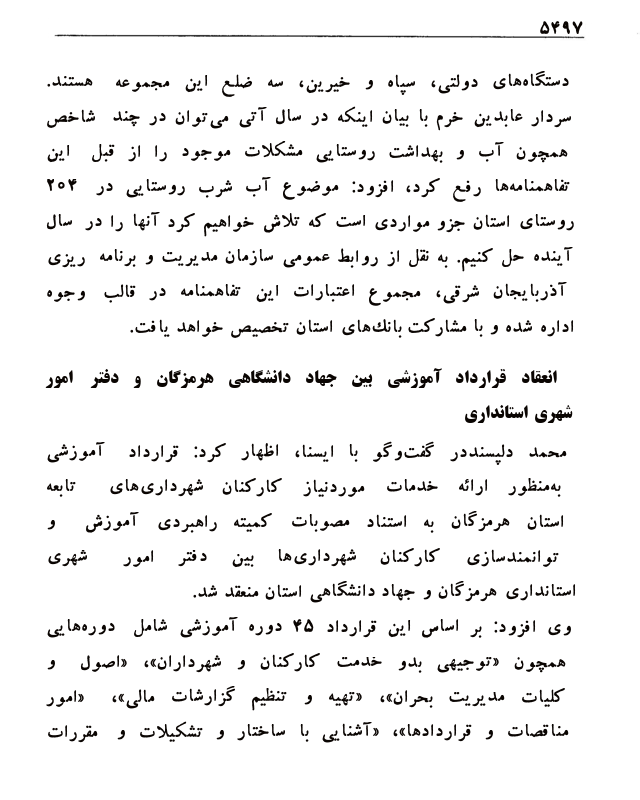 ۵۴۹۷
دستگاه‌های دولتی، سپاه و خیرین، سه ضلع این مجموعه هستند.
سردار عابدین خرم با بیان اینکه در سال آتی می‌توان در چند شاخص
همچون آب و بهداشت روستایی مشکلات موجود را از قبل این
تفاهمنامه‌ها رفع کرد، افزود: موضوع آب شرب روستایی در ۲۰۴
روستای استان جزو مواردی است که تلاش خواهیم کرد آنها را در سال
آینده حل کنیم. به نقل از روابط عمومی سازمان مدیریت و برنامه ریزی
آذربایجان شرقی، مجموع اعتبارات این تفاهمنامه در قالب وجوه
اداره شده و با مشارکت بانک‌های استان تخصیص خواهد یافت.
انعقاد قرارداد آموزشی بین جهاد دانشگاهی هرمزگان و دفتر امور
شهری استانداری
محمد دلپسنددر گفت‌وگو با ایسنا، اظهار کرد: قرارداد آموزشی
به‌منظور ارائه خدمات موردنیاز کارکنان شهرداری‌های تابعه
استان هرمزگان به استناد مصوبات کمیته راهبردی آموزش و
توانمندسازی کارکنان شهرداری‌ها بین دفتر امور شهری
استانداری هرمزگان و جهاد دانشگاهی استان منعقد شد.
وی افزود: بر اساس این قرارداد ۴۵ دوره آموزشی شامل دوره‌هایی
همچون «توجیهی بدو خدمت کارکنان و شهرداران»، «اصول و
کلیات مدیریت بحران»، «تهیه و تنظیم گزارشات مالی»، «امور
مناقصات و قراردادها»، «آشنایی با ساختار و تشکیلات و مقررات